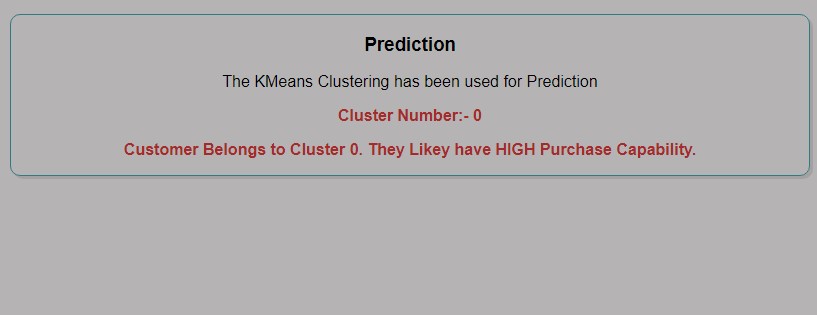 Prediction
The KMeans Clustering has been used for Prediction
Cluster Number:- 0
Customer Belongs to Cluster 0. They Likey have HIGH Purchase Capability.